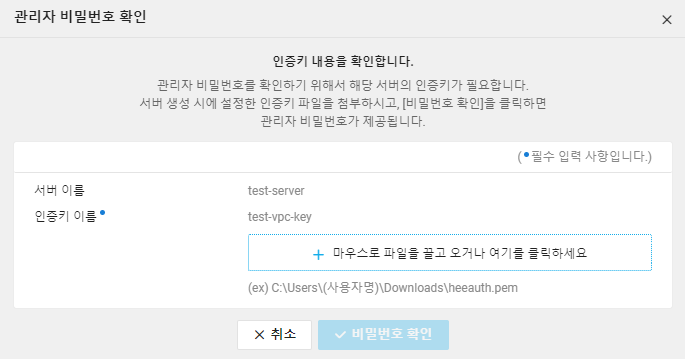 관리자 비밀번호 확인
인증키 내용을 확인합니다.
관리자 비밀번호를 확인하기 위해서 해당 서버의 인증키가 필요합니다.
서버 생성 시에 설정한 인증키 파일을 첨부하시고, [비밀번호 확인]을 클릭하면
관리자 비밀번호가 제공됩니다.
(•필수 입력 사항입니다.)
서버 이름 test-server
인증키 이름• test-vpc-key
+ 마우스로 파일을 끌고 오거나 여기를 클릭하세요
(ex) C:\Users\(사용자명)\Downloads\heeauth.pem
취소 비밀번호 확인